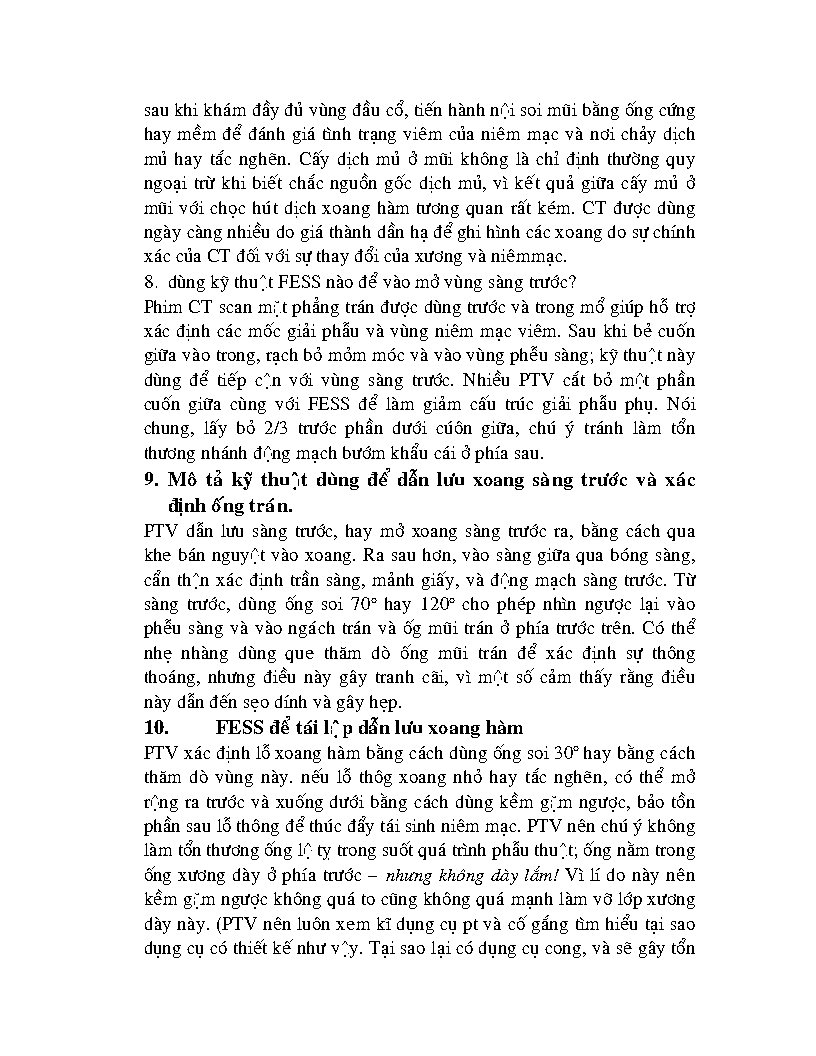 sau khi khám đầy đủ vùng đầu cổ, tiến hành nội soi mũi bằng ống cứng
hay mềm để đánh giá tình trạng viêm của niêm mạc và nơi chảy dịch
mủ hay tắc nghẽn. Cấy dịch mủ ở mũi không là chỉ định thường quy
ngoại trừ khi biết chắc nguồn gốc dịch mủ, vì kết quả giữa cấy mủ ở
mũi với chọc hút dịch xoang hàm tương quan rất kém. CT được dùng
ngày càng nhiều do giá thành dần hạ để ghi hình các xoang do sự chính
xác của CT đối với sự thay đổi của xương và niêmmạc.
8. dùng kỹ thuật FESS nào để vào mở vùng sàng trước?
Phim CT scan mặt phẳng trán được dùng trước và trong mổ giúp hỗ trợ
xác định các mốc giải phẫu và vùng niêm mạc viêm. Sau khi bẻ cuốn
giữa vào trong, rạch bỏ mỏm móc và vào vùng phễu sàng; kỹ thuật này
dùng để tiếp cận với vùng sàng trước. Nhiều PTV cắt bỏ một phần
cuốn giữa cùng với FESS để làm giảm cấu trúc giải phẫu phụ. Nói
chung, lấy bỏ 2/3 trước phần dưới cúôn giữa, chú ý tránh làm tổn
thương nhánh động mạch bướm khẩu cái ở phía sau.
9. Mô tả kỹ thuật dùng để dẫn lưu xoang sàng trước và xác
định ống trán.
PTV dẫn lưu sàng trước, hay mở xoang sàng trước ra, bằng cách qua
khe bán nguyệt vào xoang. Ra sau hơn, vào sàng giữa qua bóng sàng,
cẩn thận xác định trần sàng, mảnh giấy, và động mạch sàng trước. Từ
sàng trước, dùng ống soi 70° hay 120° cho phép nhìn ngược lại vào
phễu sàng và vào ngách trán và ốg mũi trán ở phía trước trên. Có thể
nhẹ nhàng dùng que thăm dò ống mũi trán để xác định sự thông
thoáng, nhưng điều này gây tranh cãi, vì một số cảm thấy rằng điều
này dẫn đến sẹo dính và gây hẹp.
10. FESS để tái lập dẫn lưu xoang hàm
PTV xác định lỗ xoang hàm bằng cách dùng ống soi 30° hay bằng cách
thăm dò vùng này. nếu lỗ thôg xoang nhỏ hay tắc nghẽn, có thể mở
rộng ra trước và xuống dưới bằng cách dùng kềm gặm ngược, bảo tồn
phần sau lỗ thông để thúc đẩy tái sinh niêm mạc. PTV nên chú ý không
làm tổn thương ống lệ tỵ trong suốt quá trình phẫu thuật; ống nằm trong
ống xương dày ở phía trước – nhưng không dày lắm! Vì lí do này nên
kềm gặm ngược không quá to cũng không quá mạnh làm vỡ lớp xương
dày này. (PTV nên luôn xem kĩ dụng cụ pt và cố gắng tìm hiểu tại sao
dụng cụ có thiết kế như vậy. Tại sao lại có dụng cụ cong, và sẽ gây tổn